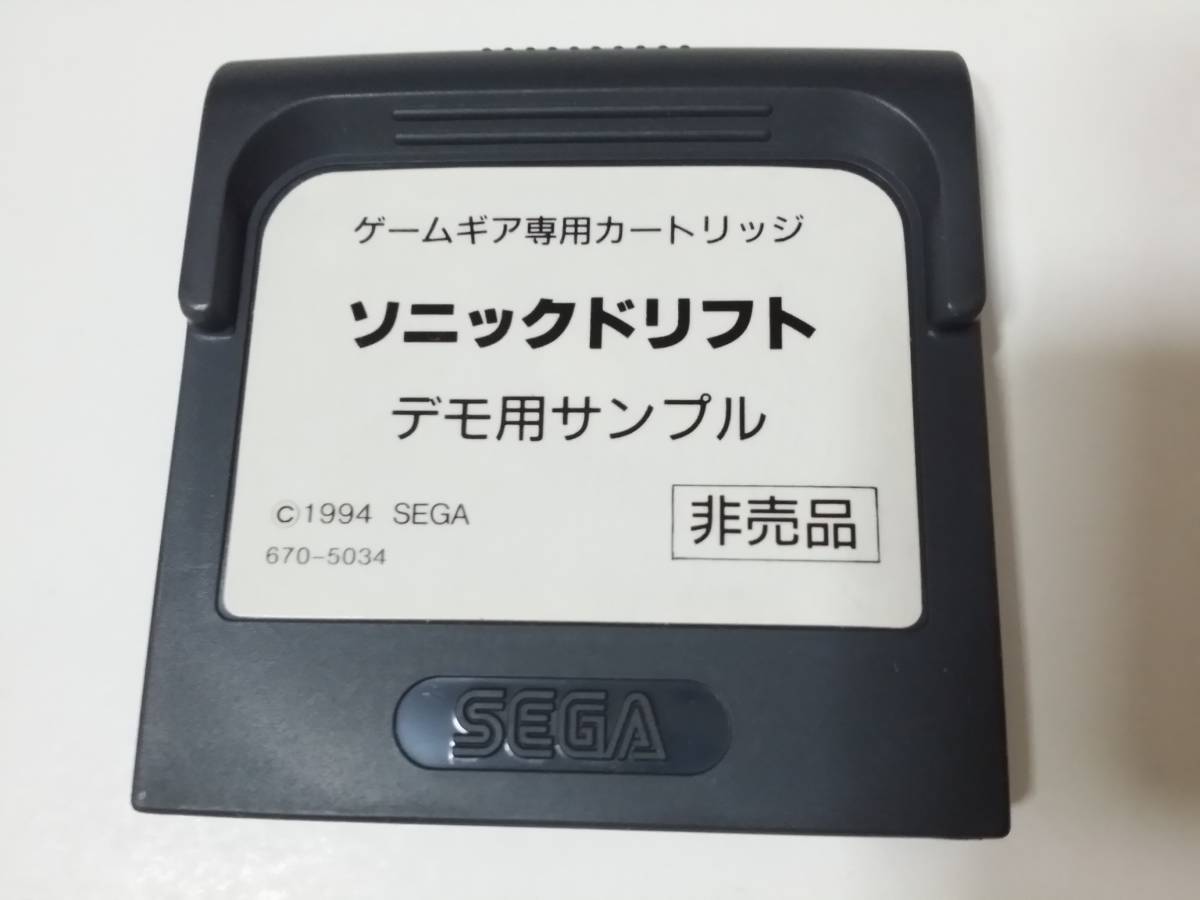 ゲームギア専用カートリッジ
ソニックドリフト
デモ用サンプル
©1994 SEGA
非売品
670-5034
SEGA